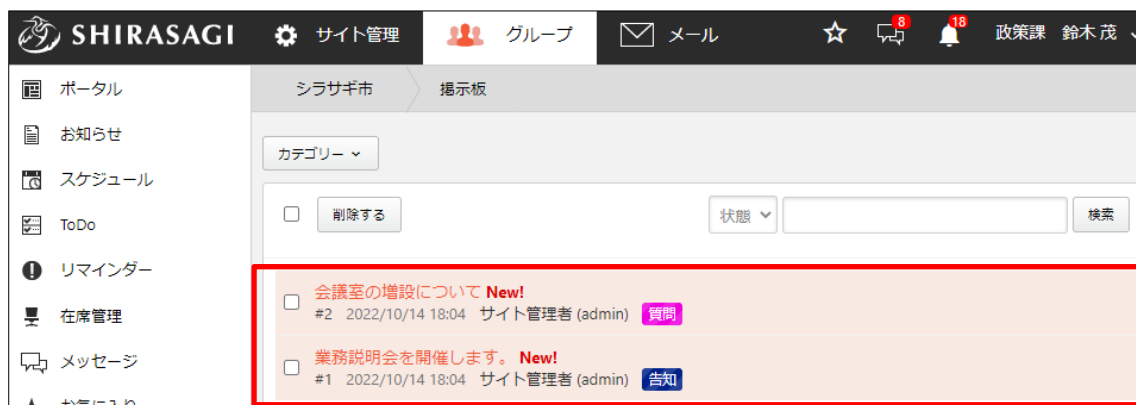 SHIRASAGI サイト管理 グループ メール 8 18 政策課 鈴木 茂
ポータル
お知らせ
スケジュール
ToDo
リマインダー
在席管理
メッセージ
お気に入り
シラサギ市 掲示板
カテゴリー
削除する 状態 検索
会議室の増設について New!
#2 2022/10/14 18:04 サイト管理者 (admin) 質問
業務説明会を開催します。 New!
#1 2022/10/14 18:04 サイト管理者 (admin) 告知